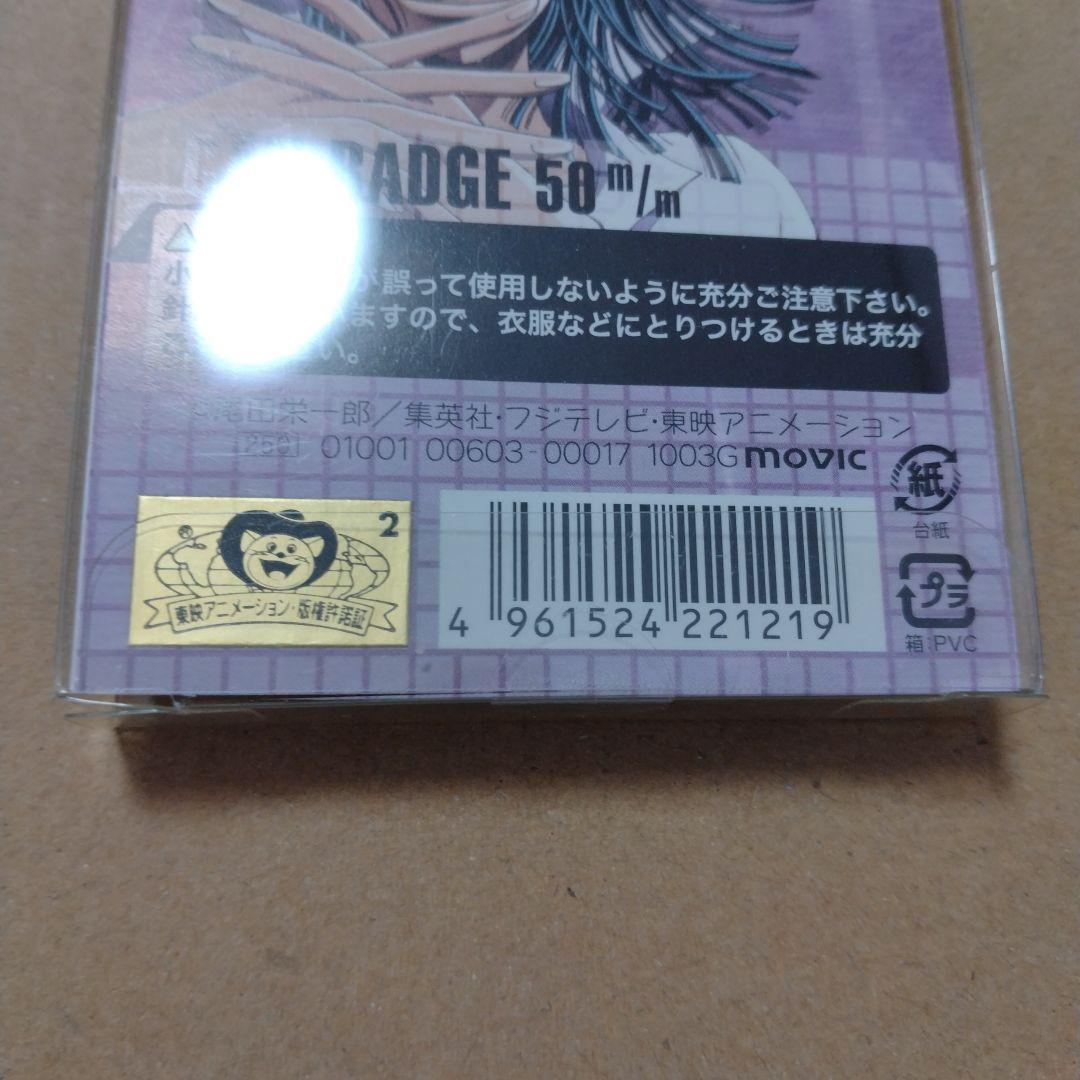 BADGE 50 m/m
小
針
が誤って使用しないように充分ご注意下さい。
ますので、衣服などにとりつけるときは充分
い。
©尾田栄一郎／集英社・フジテレビ・東映アニメーション
[250] 01001 00603-00017 1003G movic
紙
台紙
2
東映アニメーション・版権許諾証
4 961524 221219
プラ
箱:PVC